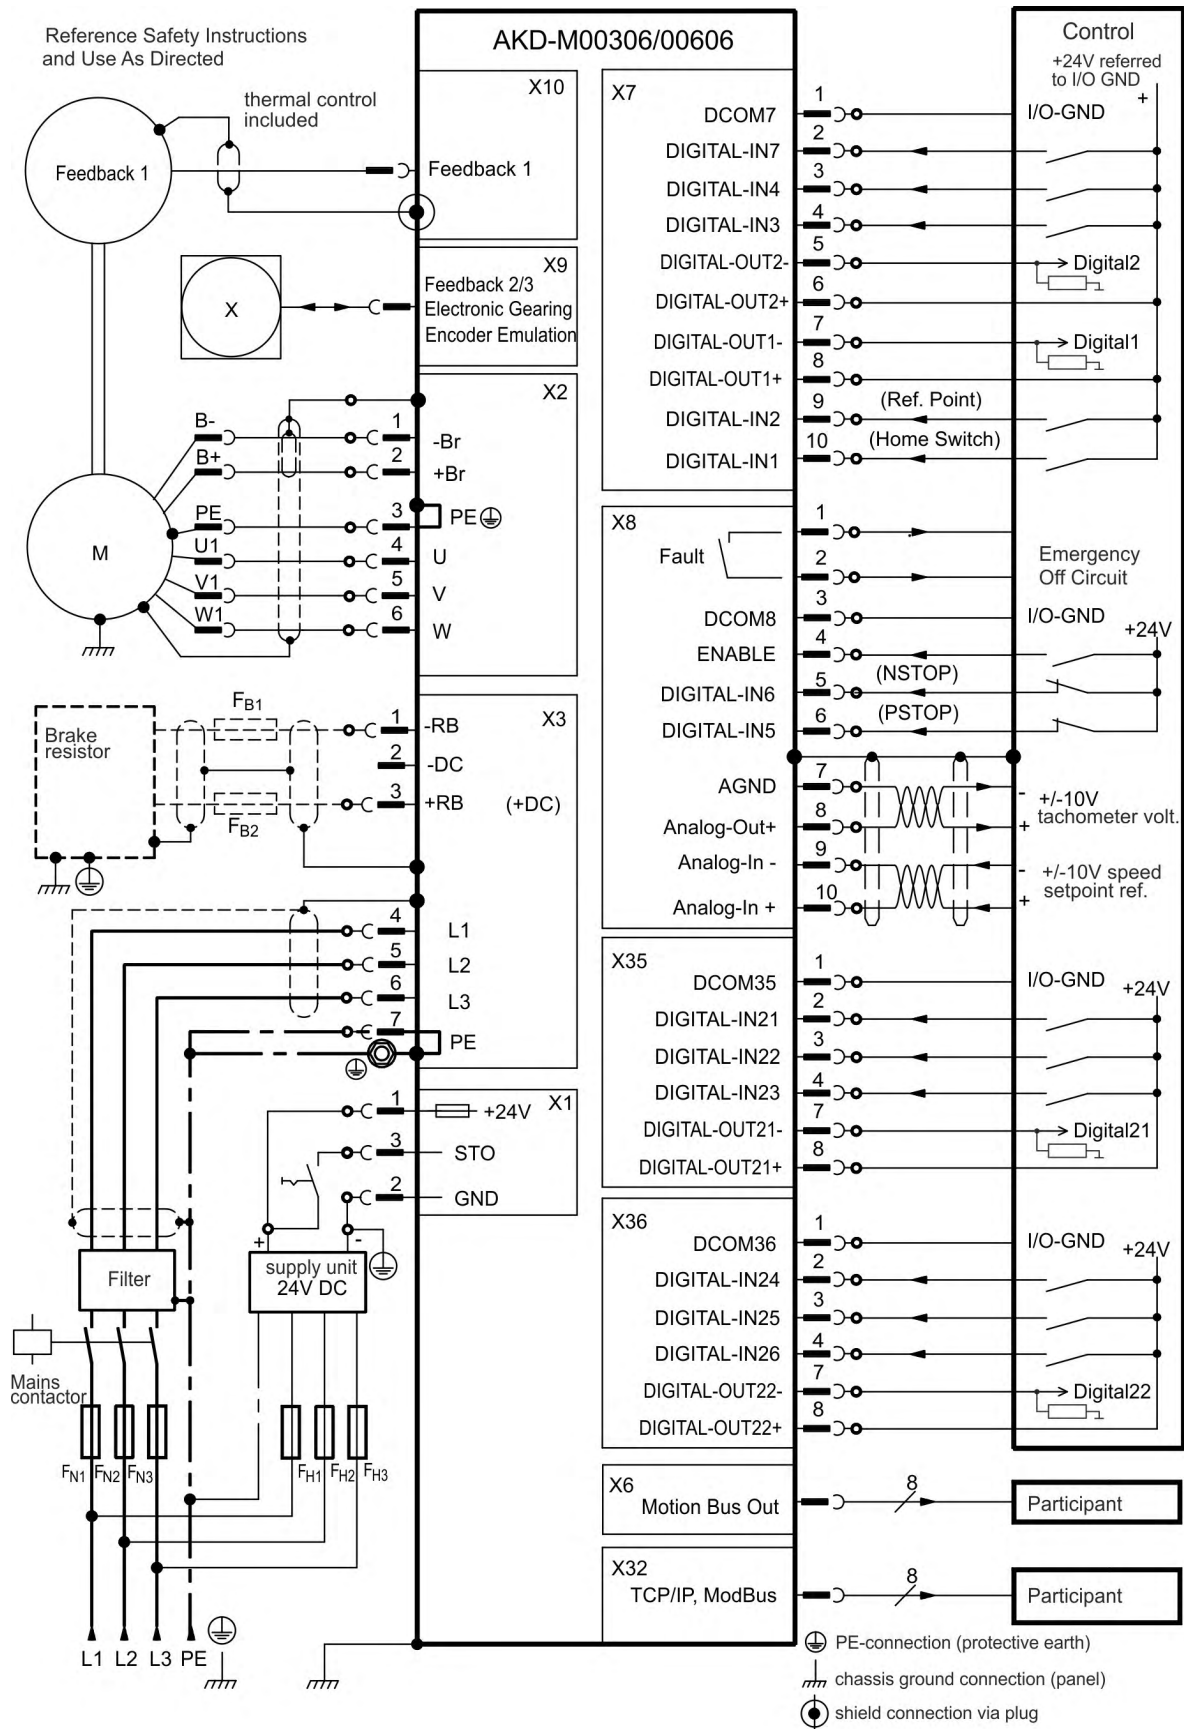 Reference Safety Instructions
and Use As Directed
AKD-M00306/00606
Control
+24V referred
to I/O GND
+
thermal control
included
Feedback 1
X10
Feedback 1
X
X9
Feedback 2/3
Electronic Gearing
Encoder Emulation
X2
B- 1 -Br
B+ 2 +Br
PE 3 PE
U1 4 U
M
V1 5 V
W1 6 W
X3
Brake
resistor
FB1
1 -RB
2 -DC
3 +RB (+DC)
FB2
4 L1
5 L2
6 L3
7 PE
X1
1 +24V
3 STO
2 GND
+ -
supply unit
24V DC
Filter
Mains
contactor
FN1 FN2 FN3
FH1 FH2 FH3
L1 L2 L3 PE
X7
DCOM7 1 I/O-GND
DIGITAL-IN7 2
DIGITAL-IN4 3
DIGITAL-IN3 4
DIGITAL-OUT2- 5 Digital2
DIGITAL-OUT2+ 6
DIGITAL-OUT1- 7 Digital1
DIGITAL-OUT1+ 8
DIGITAL-IN2 9 (Ref. Point)
DIGITAL-IN1 10 (Home Switch)
X8
1
Fault
2
Emergency
Off Circuit
DCOM8 3 I/O-GND
+24V
ENABLE 4
DIGITAL-IN6 5 (NSTOP)
DIGITAL-IN5 6 (PSTOP)
AGND 7 -
+/-10V
tachometer volt.
Analog-Out+ 8 +
Analog-In - 9 -
+/-10V speed
setpoint ref.
Analog-In + 10 +
X35
DCOM35 1 I/O-GND
+24V
DIGITAL-IN21 2
DIGITAL-IN22 3
DIGITAL-IN23 4
DIGITAL-OUT21- 7 Digital21
DIGITAL-OUT21+ 8
X36
DCOM36 1 I/O-GND
+24V
DIGITAL-IN24 2
DIGITAL-IN25 3
DIGITAL-IN26 4
DIGITAL-OUT22- 7 Digital22
DIGITAL-OUT22+ 8
X6
Motion Bus Out 8 Participant
X32
TCP/IP, ModBus 8 Participant
PE-connection (protective earth)
chassis ground connection (panel)
shield connection via plug